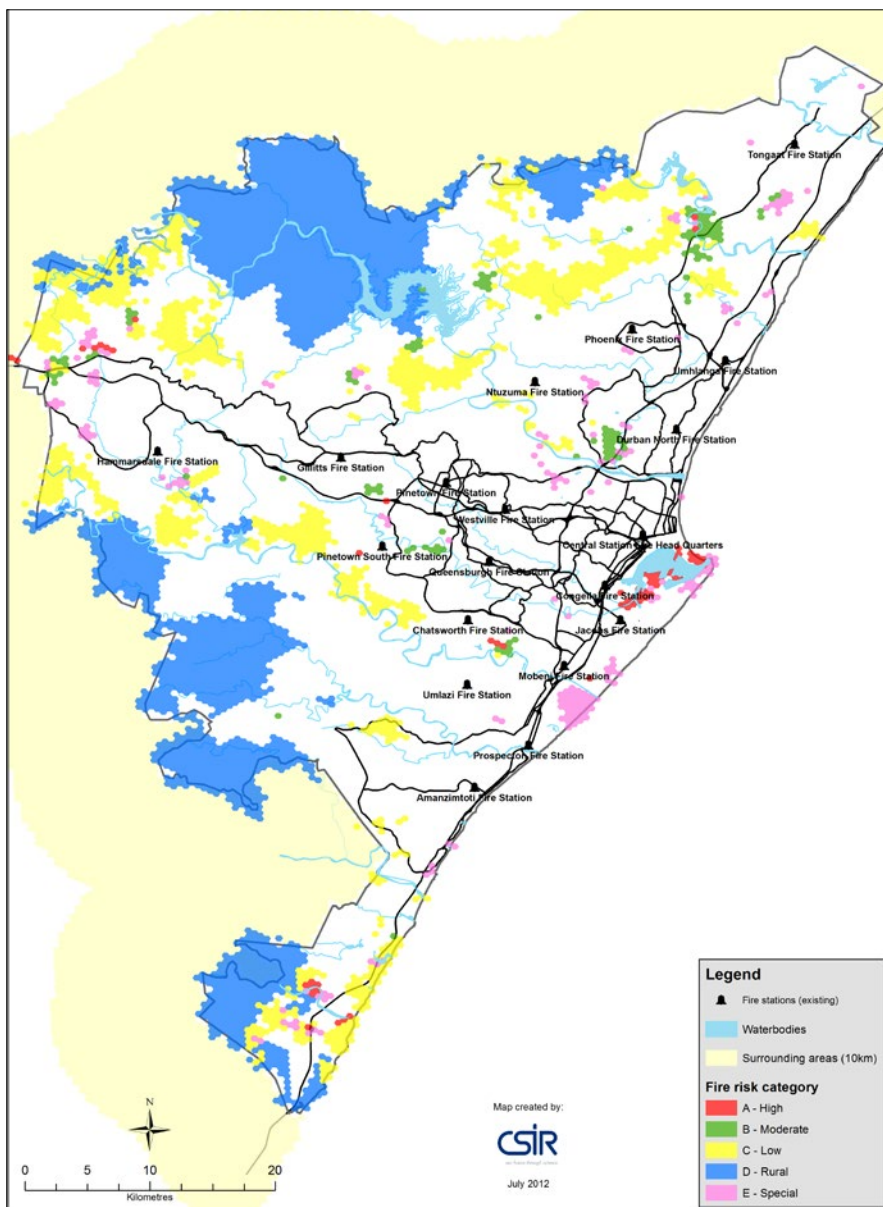 Tongaat Fire Station
Phoenix Fire Station
Umhlanga Fire Station
Ntuzuma Fire Station
Durban North Fire Station
Hammarsdale Fire Station
Gillitts Fire Station
Pinetown Fire Station
Westville Fire Station
Central Station Fire Head Quarters
Pinetown South Fire Station
Queensburgh Fire Station
Congella Fire Station
Chatsworth Fire Station
Jacobs Fire Station
Mobeni Fire Station
Umlazi Fire Station
Prospecton Fire Station
Amanzimtoti Fire Station
Legend
Fire stations (existing)
Waterbodies
Surrounding areas (10km)
Fire risk category
A - High
B - Moderate
C - Low
D - Rural
E - Special
Map created by:
CSIR
July 2012
N
0 5 10 20
Kilometres